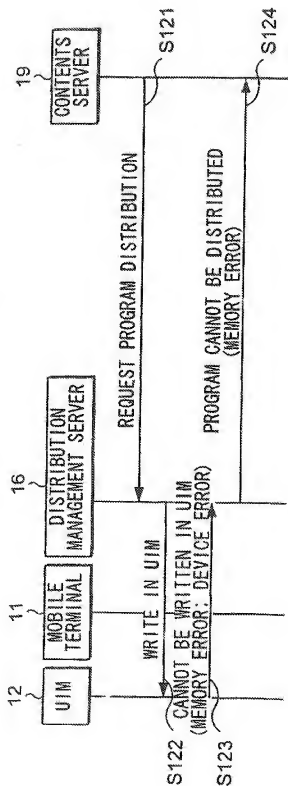 12
UIM
11
MOBILE
TERMINAL
16
DISTRIBUTION
MANAGEMENT SERVER
19
CONTENTS
SERVER
REQUEST PROGRAM DISTRIBUTION
S121
WRITE IN UIM
S122
CANNOT BE WRITTEN IN UIM
(MEMORY ERROR; DEVICE ERROR)
S123
PROGRAM CANNOT BE DISTRIBUTED
(MEMORY ERROR)
S124